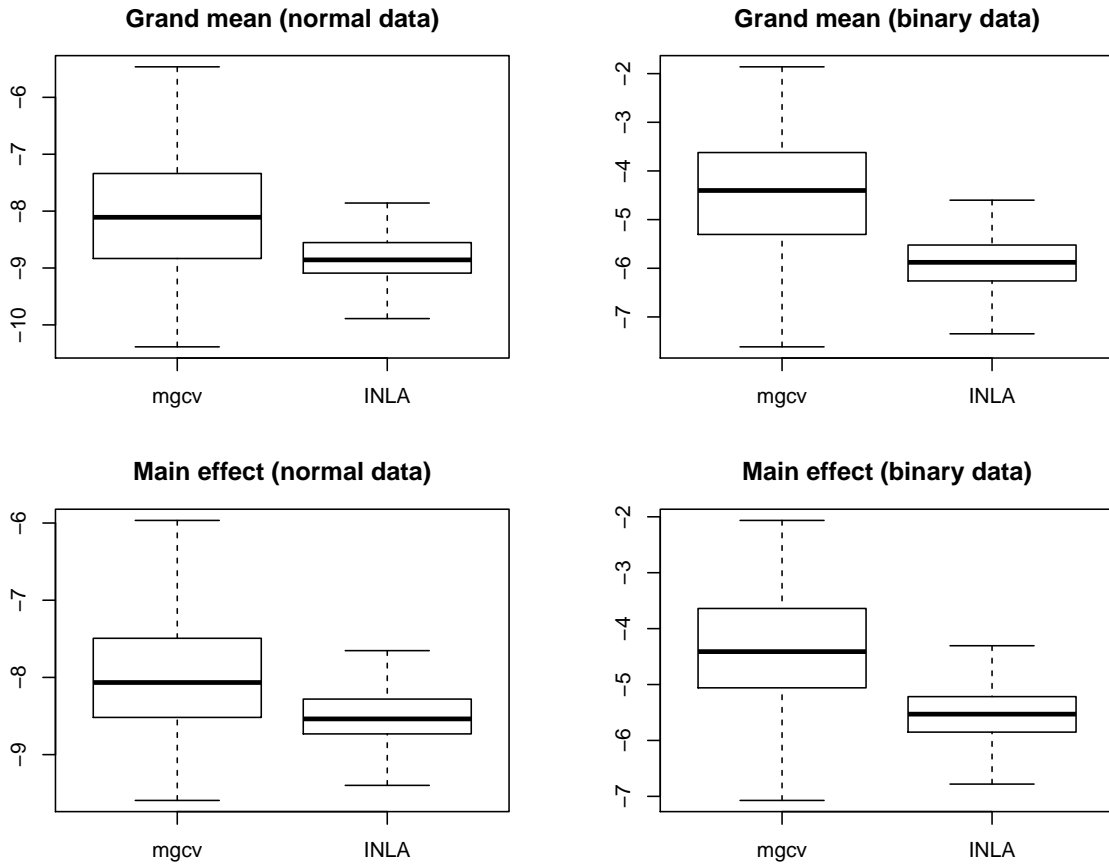 Grand mean (normal data)
−6
−7
−8
−9
−10
mgcv INLA
Grand mean (binary data)
−2
−3
−4
−5
−6
−7
mgcv INLA
Main effect (normal data)
−6
−7
−8
−9
mgcv INLA
Main effect (binary data)
−2
−3
−4
−5
−6
−7
mgcv INLA